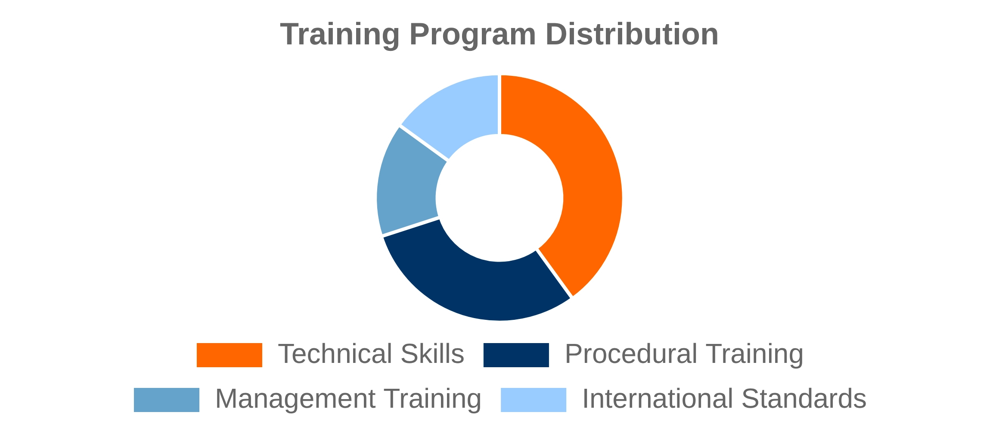 Training Program Distribution
Technical Skills Procedural Training
Management Training International Standards